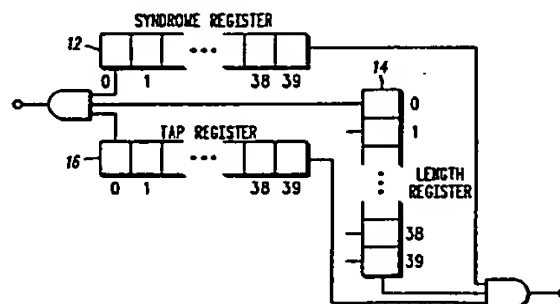 SYNDROME REGISTER
12
0 1 38 39
14
0
1
TAP REGISTER
16
0 1 38 39
LENGTH
REGISTER
38
39